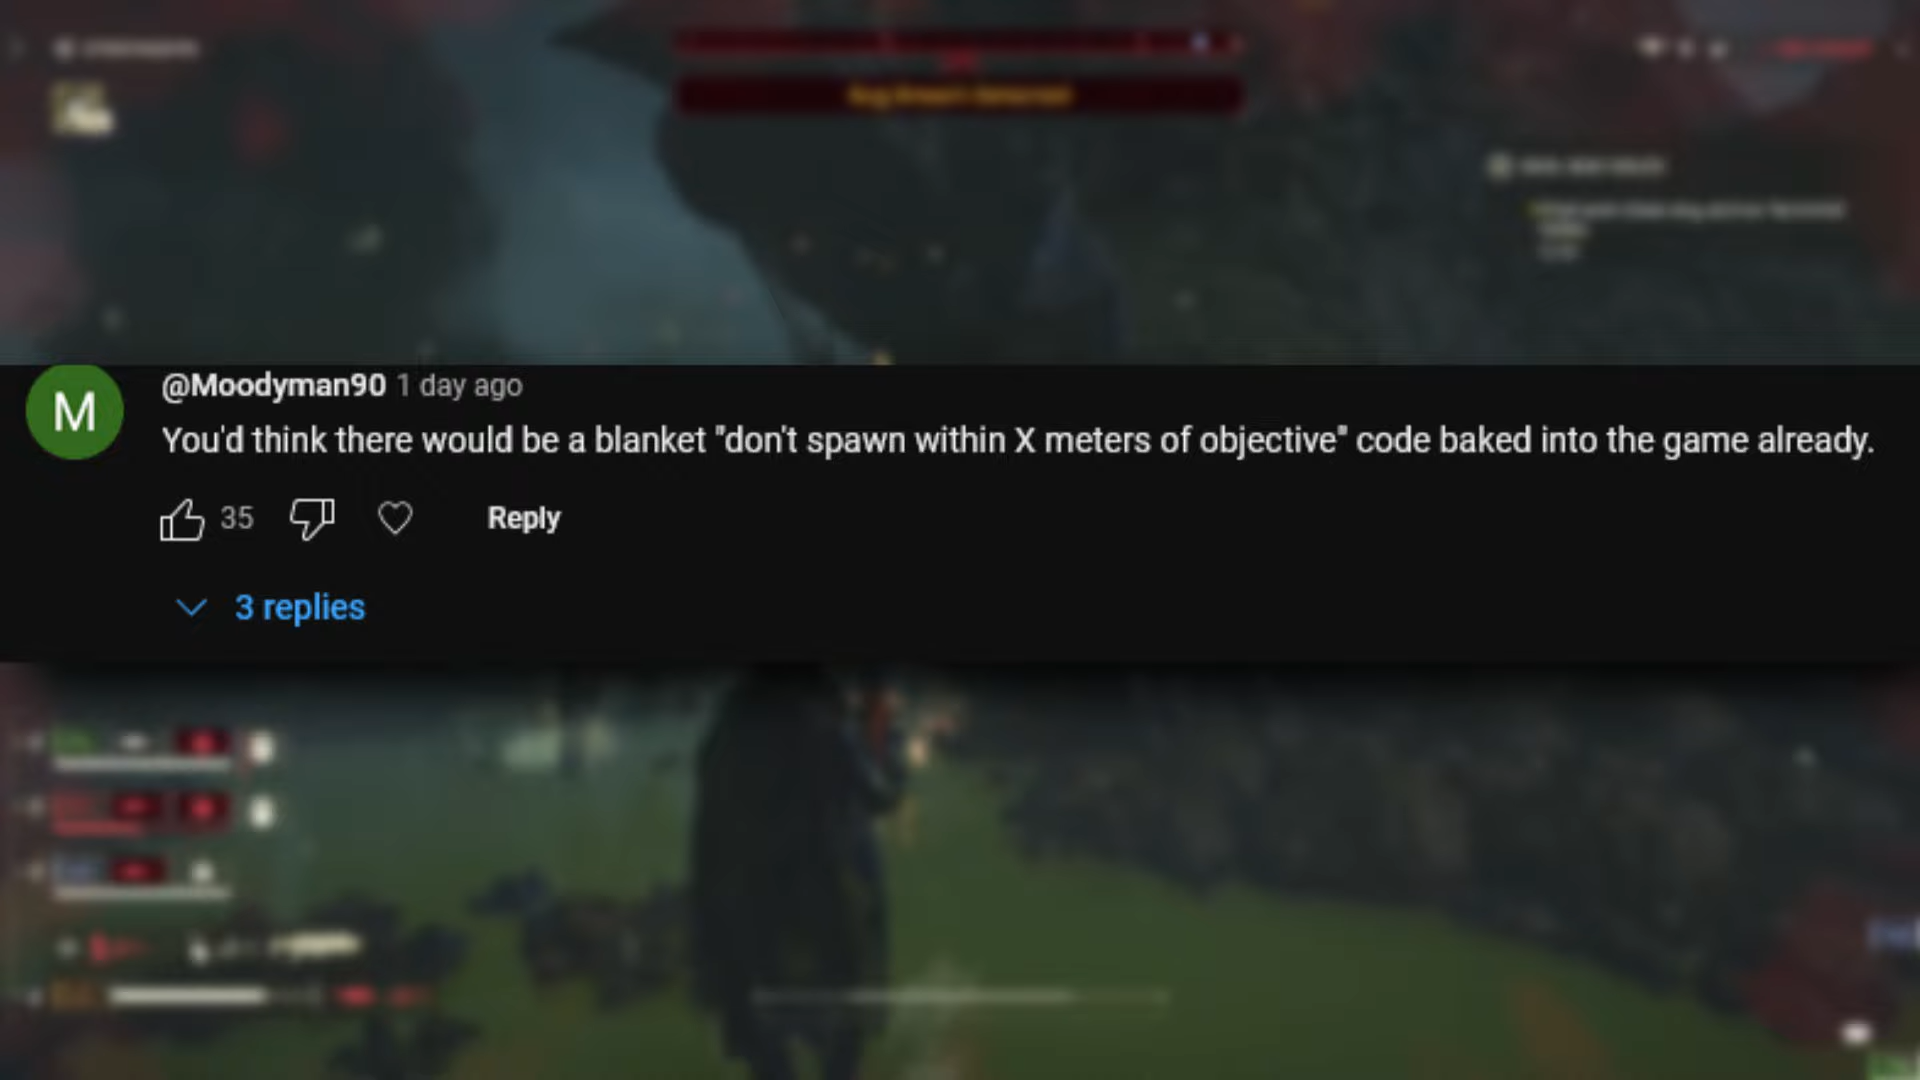 M
@Moodyman90 1 day ago
You'd think there would be a blanket "don't spawn within X meters of objective" code baked into the game already.
35
Reply
3 replies